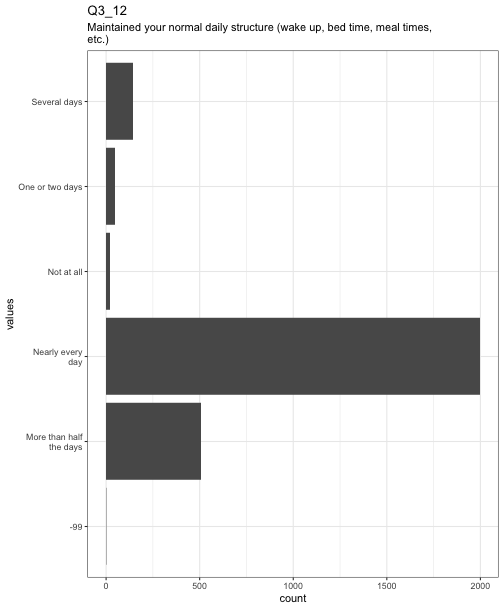 Q3_12
Maintained your normal daily structure (wake up, bed time, meal times,
etc.)
values
Several days
One or two days
Not at all
Nearly every
day
More than half
the days
-99
0 500 1000 1500 2000
count